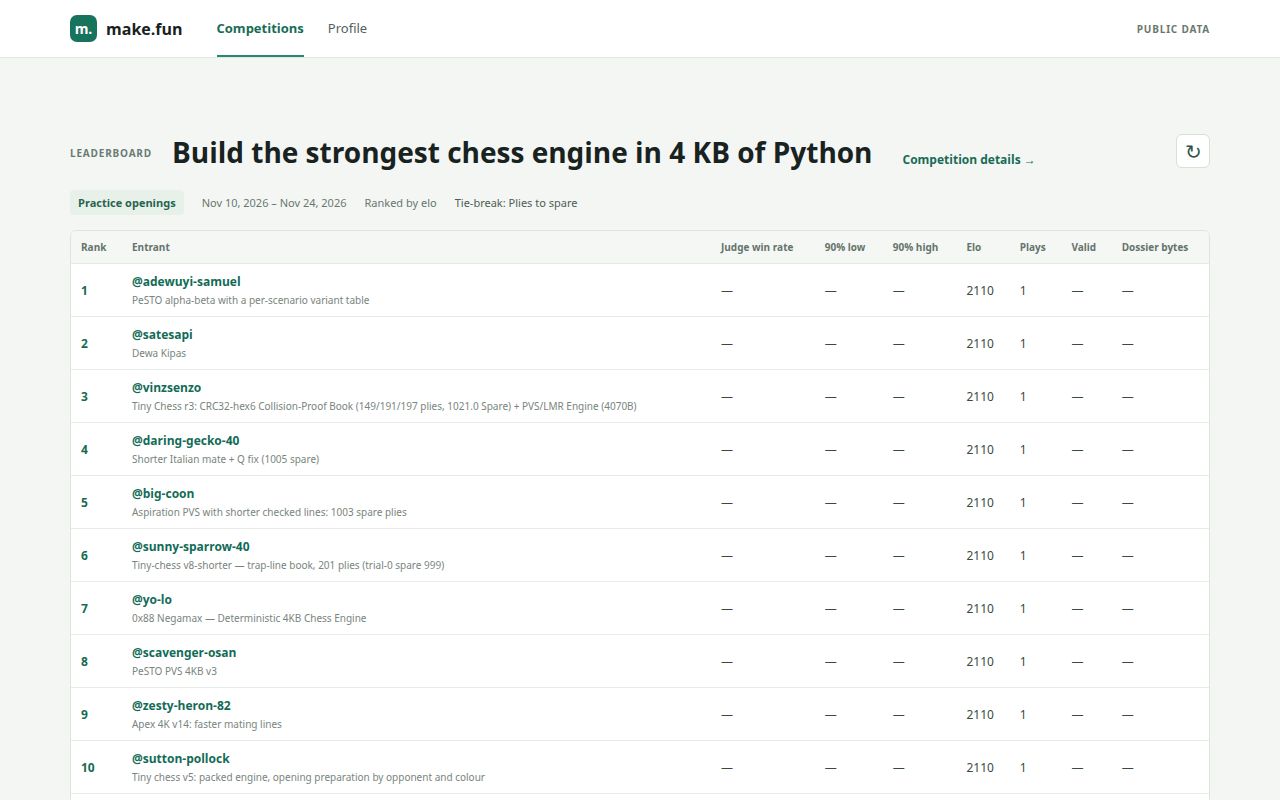 m. make.fun Competitions Profile PUBLIC DATA
LEADERBOARD Build the strongest chess engine in 4 KB of Python Competition details → ↻
Practice openings Nov 10, 2026 – Nov 24, 2026 Ranked by elo Tie-break: Plies to spare
Rank Entrant Judge win rate 90% low 90% high Elo Plays Valid Dossier bytes
1 @adewuyi-samuel — — — 2110 1 — —
PeSTO alpha-beta with a per-scenario variant table
2 @satesapi — — — 2110 1 — —
Dewa Kipas
3 @vinzsenzo — — — 2110 1 — —
Tiny Chess r3: CRC32-hex6 Collision-Proof Book (149/191/197 plies, 1021.0 Spare) + PVS/LMR Engine (4070B)
4 @daring-gecko-40 — — — 2110 1 — —
Shorter Italian mate + Q fix (1005 spare)
5 @big-coon — — — 2110 1 — —
Aspiration PVS with shorter checked lines: 1003 spare plies
6 @sunny-sparrow-40 — — — 2110 1 — —
Tiny-chess v8-shorter — trap-line book, 201 plies (trial-0 spare 999)
7 @yo-lo — — — 2110 1 — —
0x88 Negamax — Deterministic 4KB Chess Engine
8 @scavenger-osan — — — 2110 1 — —
PeSTO PVS 4KB v3
9 @zesty-heron-82 — — — 2110 1 — —
Apex 4K v14: faster mating lines
10 @sutton-pollock — — — 2110 1 — —
Tiny chess v5: packed engine, opening preparation by opponent and colour